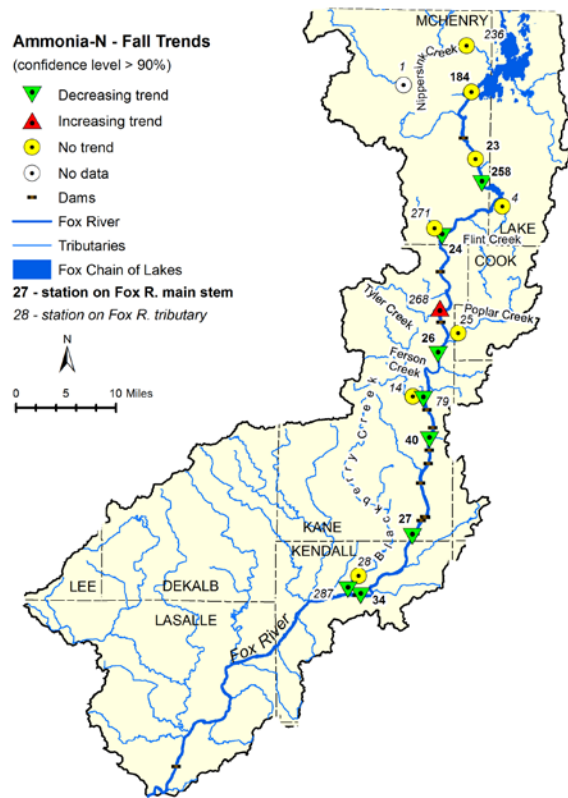 Ammonia-N - Fall Trends
(confidence level > 90%)
Decreasing trend
Increasing trend
No trend
No data
Dams
Fox River
Tributaries
Fox Chain of Lakes
27 - station on Fox R. main stem
28 - station on Fox R. tributary
N
0 5 10 Miles
MCHENRY
236
1
Nippersink Creek
184
23
258
4
271
LAKE
24
Flint Creek
COOK
268
Tyler Creek
Poplar Creek
25
26
Ferson
Creek
14
79
40
Blackberry Creek
27
KANE
KENDALL
28
LEE
DEKALB
287
34
LASALLE
Fox River